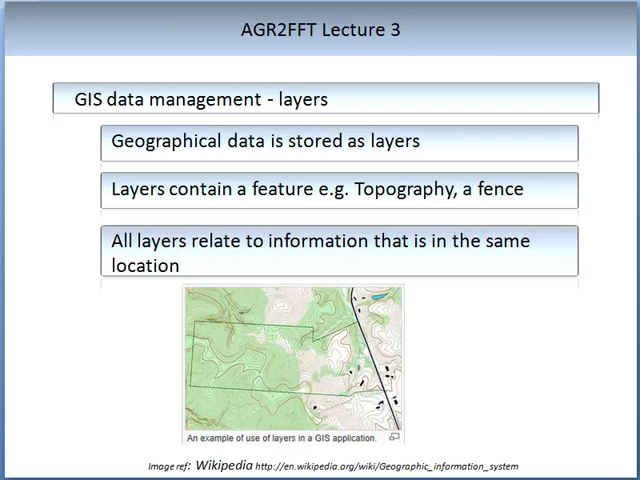 AGR2FFT Lecture 3
GIS data management - layers
Geographical data is stored as layers
Layers contain a feature e.g. Topography, a fence
All layers relate to information that is in the same
location
An example of use of layers in a GIS application.
Image ref: Wikipedia http://en.wikipedia.org/wiki/Geographic_information_system